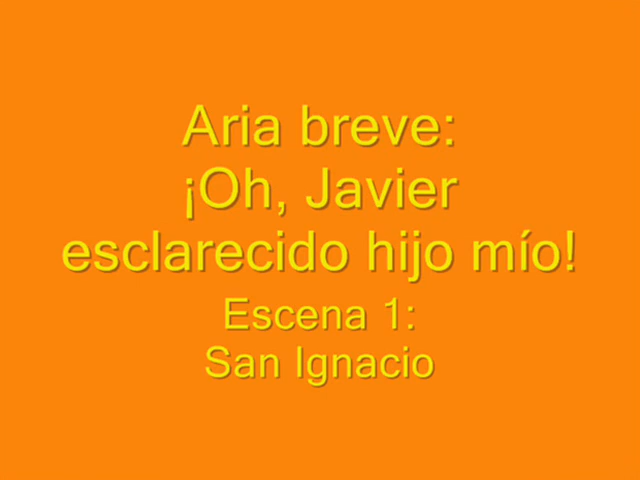 Aria breve:
¡Oh, Javier
esclarecido hijo mío!
Escena 1:
San Ignacio